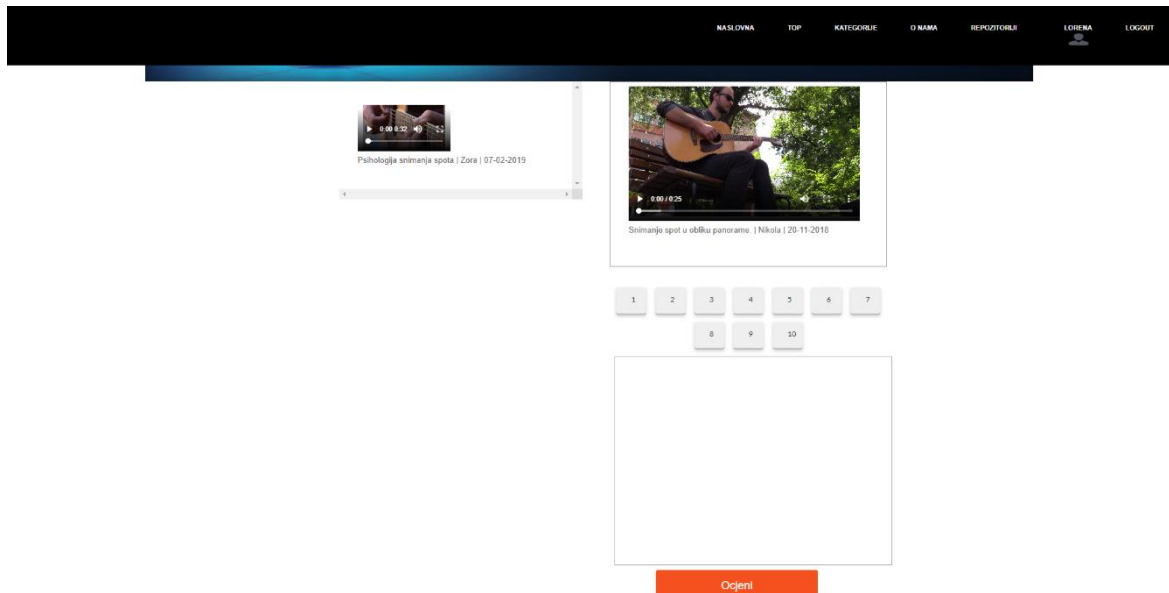 NASLOVNA TOP KATEGORIJE O NAMA REPOZITORIJI LORENA LOGOUT
0:00 0:32
Psihologija snimanja spota | Zora | 07-02-2019
0:00 / 0:25
Snimanje spot u obliku panorame. | Nikola | 20-11-2018
1 2 3 4 5 6 7
8 9 10
Ocjeni